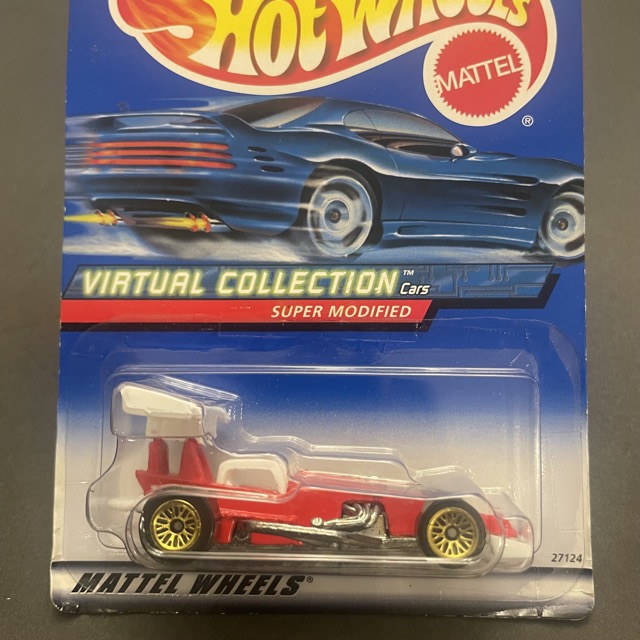 HOT WHEELS
MATTEL
®
VIRTUAL COLLECTION™ Cars
SUPER MODIFIED
27124
MATTEL WHEELS®